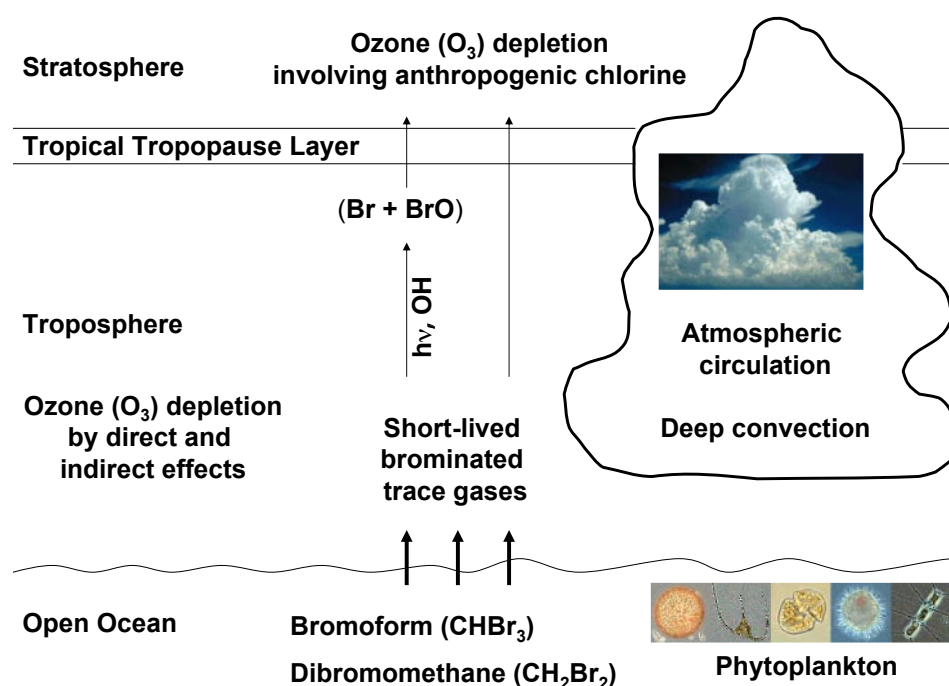 Ozone (O₃) depletion
involving anthropogenic chlorine
Stratosphere
Tropical Tropopause Layer
(Br + BrO)
hν, OH
Troposphere
Atmospheric
circulation
Ozone (O₃) depletion
by direct and
indirect effects
Short-lived
brominated
trace gases
Deep convection
Open Ocean
Bromoform (CHBr₃)
Dibromomethane (CH₂Br₂)
Phytoplankton